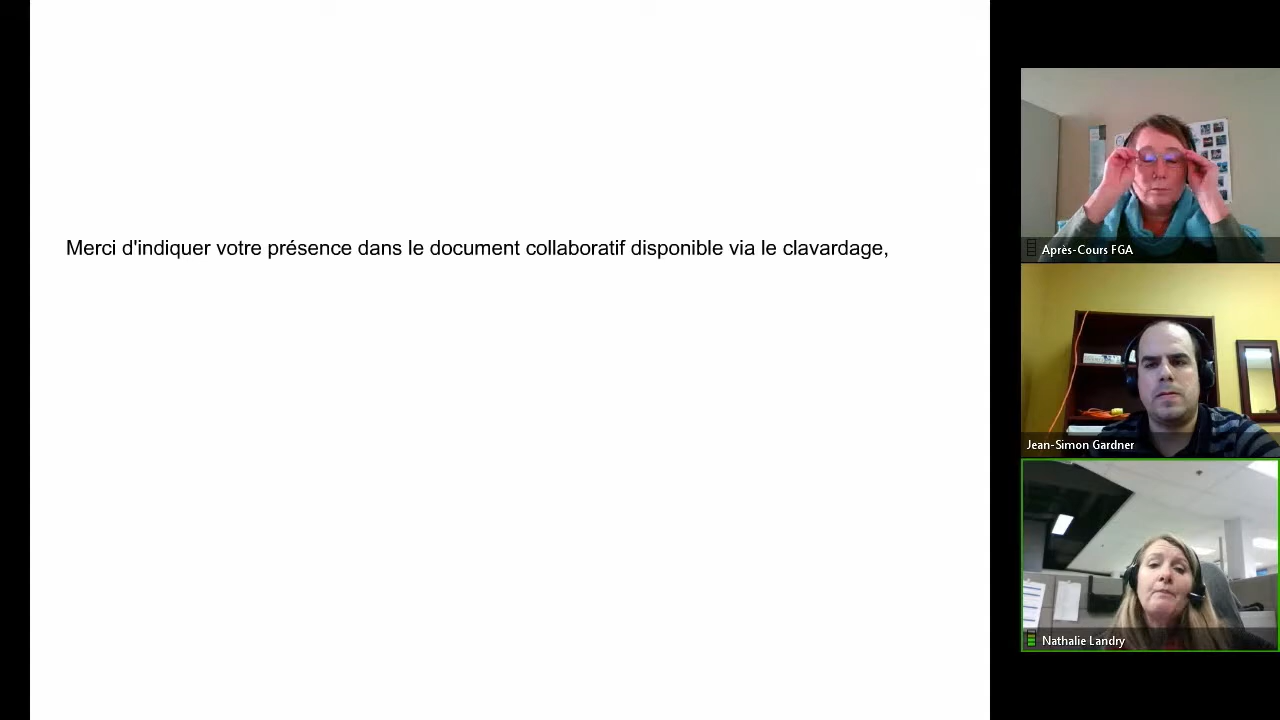 Merci d'indiquer votre présence dans le document collaboratif disponible via le clavardage,
Après-Cours FGA
Jean-Simon Gardner
Nathalie Landry